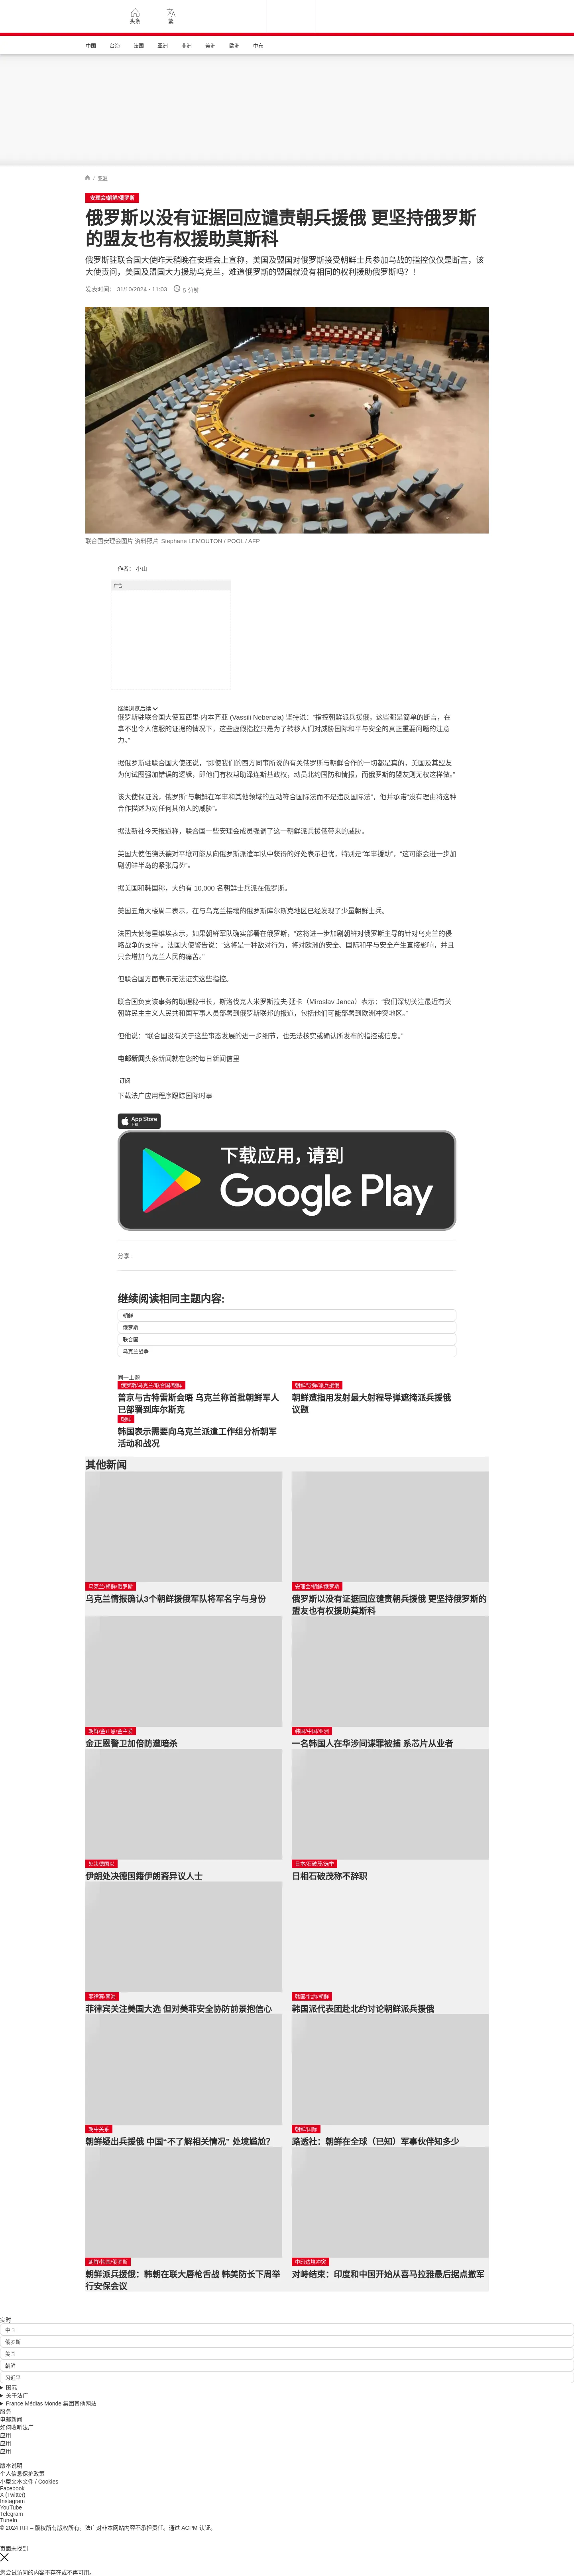 头条
繁
中国 台海 法国 亚洲 非洲 美洲 欧洲 中东
/ 亚洲
安理会/朝鲜/俄罗斯
俄罗斯以没有证据回应谴责朝兵援俄 更坚持俄罗斯
的盟友也有权援助莫斯科
俄罗斯驻联合国大使昨天稍晚在安理会上宣称，美国及盟国对俄罗斯接受朝鲜士兵参加乌战的指控仅仅是断言，该
大使责问，美国及盟国大力援助乌克兰，难道俄罗斯的盟国就没有相同的权利援助俄罗斯吗？！
发表时间： 31/10/2024 - 11:03 5 分钟
联合国安理会图片 资料照片 Stephane LEMOUTON / POOL / AFP
作者： 小山
广告
继续浏览后续
俄罗斯驻联合国大使瓦西里·内本齐亚 (Vassili Nebenzia) 坚持说：“指控朝鲜派兵援俄，这些都是简单的断言，在
拿不出令人信服的证据的情况下，这些虚假指控只是为了转移人们对威胁国际和平与安全的真正重要问题的注意
力。”
据俄罗斯驻联合国大使还说，“即使我们的西方同事所说的有关俄罗斯与朝鲜合作的一切都是真的，美国及其盟友
为何试图强加错误的逻辑，即他们有权帮助泽连斯基政权，动员北约国防和情报，而俄罗斯的盟友则无权这样做。”
该大使保证说，俄罗斯“与朝鲜在军事和其他领域的互动符合国际法而不是违反国际法”，他并承诺“没有理由将这种
合作描述为对任何其他人的威胁”。
据法新社今天报道称，联合国一些安理会成员强调了这一朝鲜派兵援俄带来的威胁。
美国大使伍德沃德对平壤可能从向俄罗斯派遣军队中获得的好处表示担忧，特别是“军事援助”，“这可能会进一步加
剧朝鲜半岛的紧张局势”。
据美国和韩国称，大约有 10,000 名朝鲜士兵派在俄罗斯。
美国五角大楼周二表示，在与乌克兰接壤的俄罗斯库尔斯克地区已经发现了少量朝鲜士兵。
法国大使德里维埃表示，如果朝鲜军队确实部署在俄罗斯，“这将进一步加剧朝鲜对俄罗斯主导的针对乌克兰的侵
略战争的支持”。法国大使警告说：“这将是一种敌对行为，将对欧洲的安全、国际和平与安全产生直接影响，并且
只会增加乌克兰人民的痛苦。”
但联合国方面表示无法证实这些指控。
联合国负责该事务的助理秘书长，斯洛伐克人米罗斯拉夫·延卡（Miroslav Jenca）表示：“我们深切关注最近有关
朝鲜民主主义人民共和国军事人员部署到俄罗斯联邦的报道，包括他们可能部署到欧洲冲突地区。”
但他说：“联合国没有关于这些事态发展的进一步细节，也无法核实或确认所发布的指控或信息。”
电邮新闻头条新闻就在您的每日新闻信里
订阅
下载法广应用程序跟踪国际时事
App Store
下载
下载应用，请到
Google Play
分享 :
继续阅读相同主题内容:
朝鲜
俄罗斯
联合国
乌克兰战争
同一主题
俄罗斯/乌克兰/联合国/朝鲜
普京与古特雷斯会晤 乌克兰称首批朝鲜军人
已部署到库尔斯克
朝鲜/导弹/派兵援俄
朝鲜遭指用发射最大射程导弹遮掩派兵援俄
议题
朝鲜
韩国表示需要向乌克兰派遣工作组分析朝军
活动和战况
其他新闻
乌克兰/朝鲜/俄罗斯
乌克兰情报确认3个朝鲜援俄军队将军名字与身份
安理会/朝鲜/俄罗斯
俄罗斯以没有证据回应谴责朝兵援俄 更坚持俄罗斯的
盟友也有权援助莫斯科
朝鲜/金正恩/金主爱
金正恩警卫加倍防遭暗杀
韩国/中国/亚洲
一名韩国人在华涉间谍罪被捕 系芯片从业者
处决德国以
伊朗处决德国籍伊朗裔异议人士
日本/石破茂/选举
日相石破茂称不辞职
菲律宾/南海
菲律宾关注美国大选 但对美菲安全协防前景抱信心
韩国/北约/朝鲜
韩国派代表团赴北约讨论朝鲜派兵援俄
朝中关系
朝鲜疑出兵援俄 中国“不了解相关情况” 处境尴尬？
朝鲜/国际
路透社：朝鲜在全球（已知）军事伙伴知多少
朝鲜/韩国/俄罗斯
朝鲜派兵援俄：韩朝在联大唇枪舌战 韩美防长下周举
行安保会议
中印边境冲突
对峙结束：印度和中国开始从喜马拉雅最后据点撤军
实时
中国
俄罗斯
美国
朝鲜
习近平
国际
关于法广
France Médias Monde 集团其他网站
服务
电邮新闻
如何收听法广
应用
应用
应用
版本说明
个人信息保护政策
小型文本文件 / Cookies
Facebook
X (Twitter)
Instagram
YouTube
Telegram
TuneIn
© 2024 RFI – 版权所有版权所有。法广对非本网站内容不承担责任。通过 ACPM 认证。
页面未找到
您尝试访问的内容不存在或不再可用。